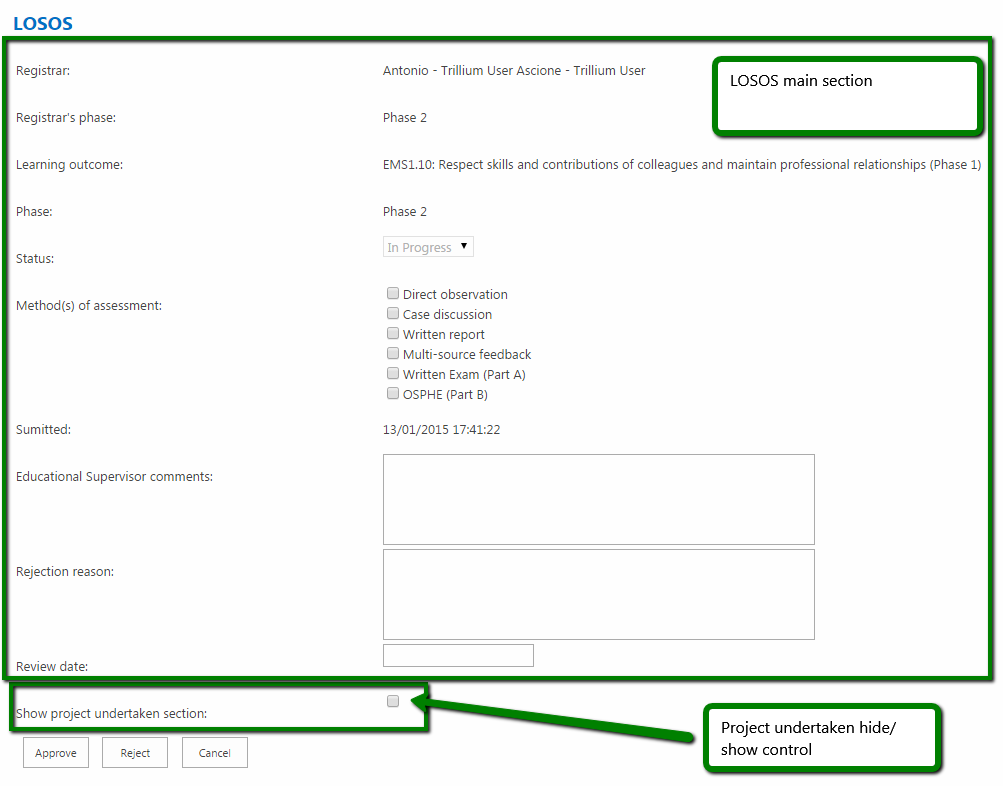 LOSOS
Registrar: Antonio - Trillium User Ascione - Trillium User
LOSOS main section
Registrar's phase: Phase 2
Learning outcome: EMS1.10: Respect skills and contributions of colleagues and maintain professional relationships (Phase 1)
Phase: Phase 2
Status: In Progress
Method(s) of assessment:
Direct observation
Case discussion
Written report
Multi-source feedback
Written Exam (Part A)
OSPHE (Part B)
Sumitted: 13/01/2015 17:41:22
Educational Supervisor comments:
Rejection reason:
Review date:
Show project undertaken section:
Project undertaken hide/
show control
Approve Reject Cancel